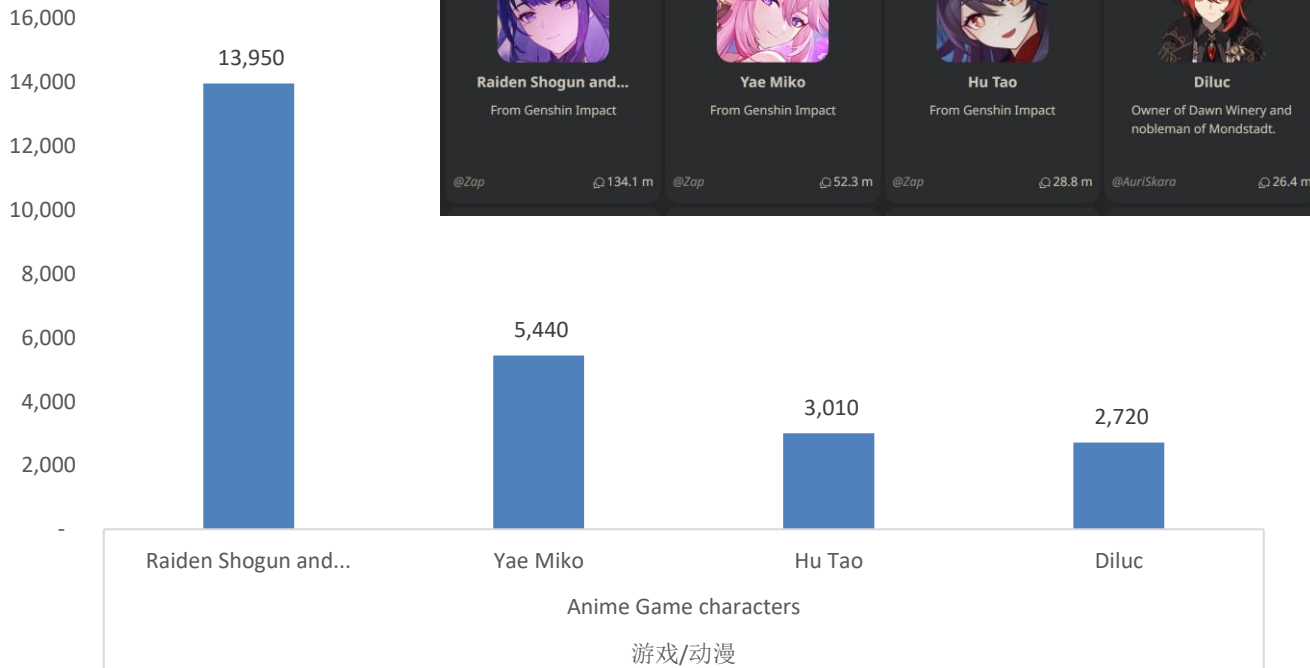 16,000
14,000
12,000
10,000
8,000
6,000
4,000
2,000
-
13,950
5,440
3,010
2,720
Raiden Shogun and...
From Genshin Impact
@Zap 134.1 m
Yae Miko
From Genshin Impact
@Zap 52.3 m
Hu Tao
From Genshin Impact
@Zap 28.8 m
Diluc
Owner of Dawn Winery and
nobleman of Mondstadt.
@AuriSkara 26.4 m
Raiden Shogun and...
Yae Miko
Hu Tao
Diluc
Anime Game characters
游戏/动漫